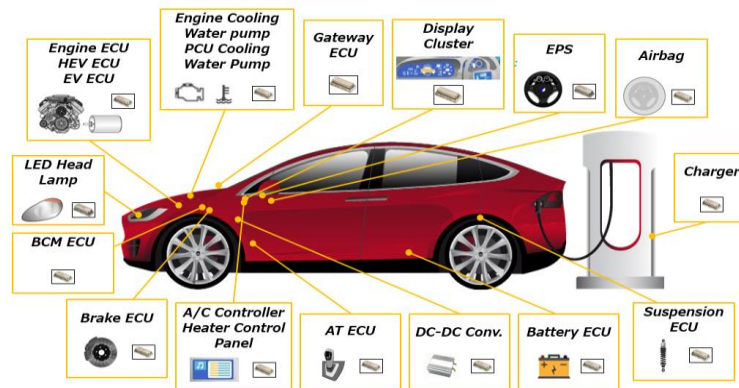 Engine ECU
HEV ECU
EV ECU
Engine Cooling
Water pump
PCU Cooling
Water Pump
Gateway
ECU
Display
Cluster
EPS
Airbag
LED Head
Lamp
Charger
BCM ECU
Brake ECU
A/C Controller
Heater Control
Panel
AT ECU
DC-DC Conv.
Battery ECU
Suspension
ECU